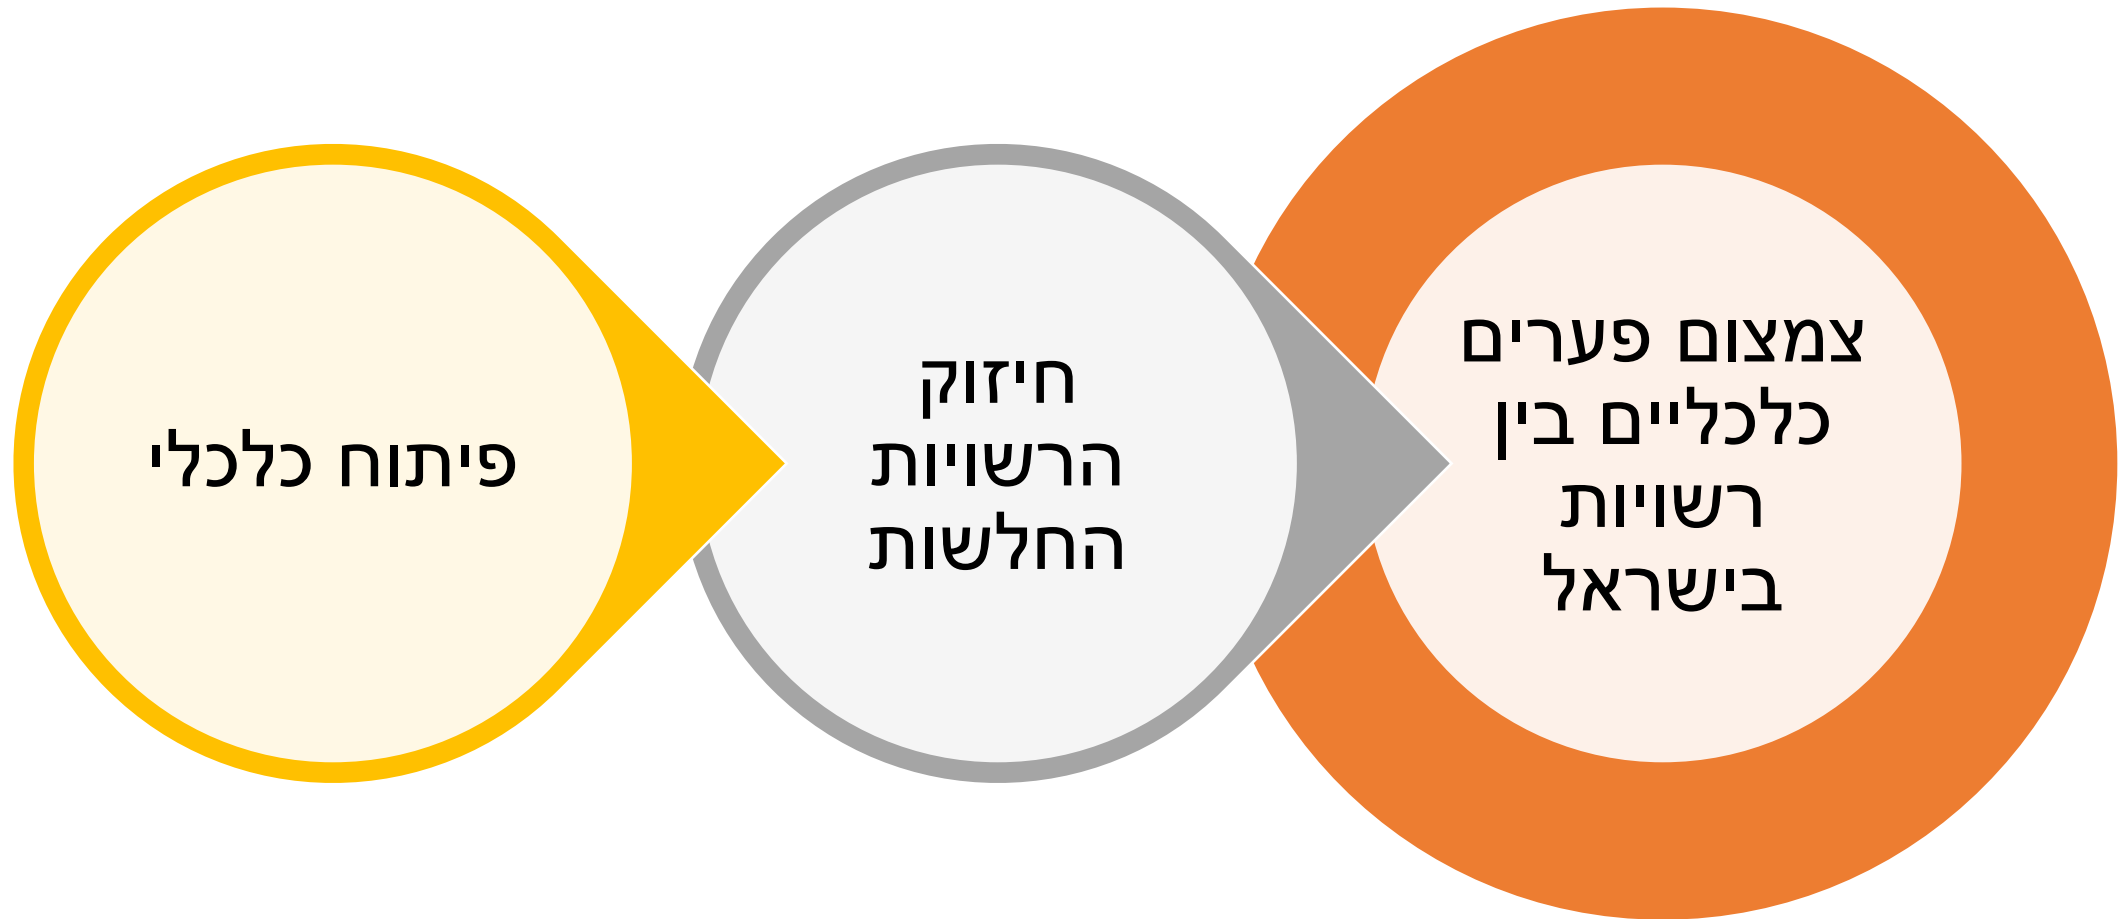 פיתוח כלכלי
חיזוק
הרשויות
החלשות
צמצום פערים
כלכליים בין
רשויות
בישראל